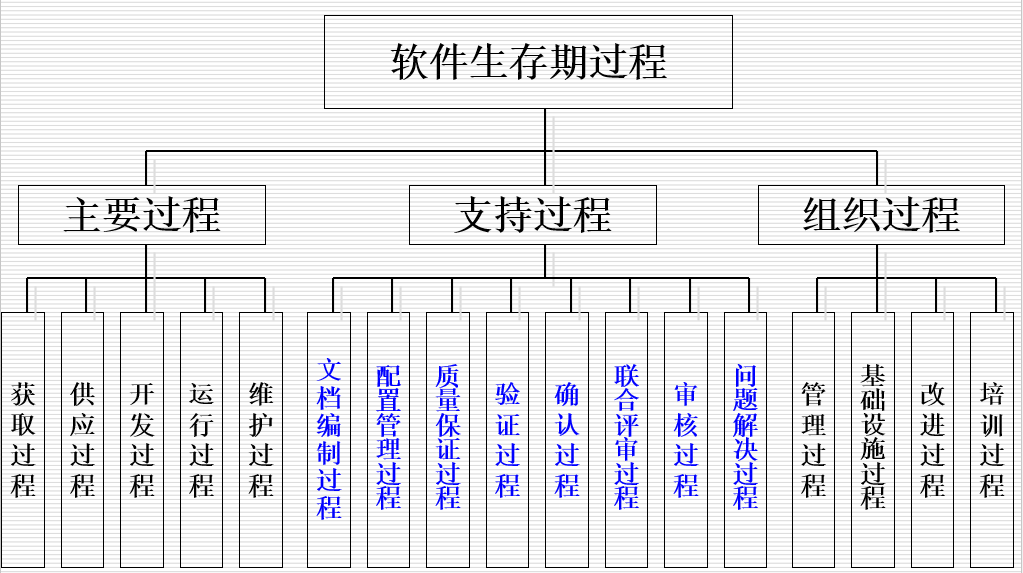 软件生存期过程
主要过程
支持过程
组织过程
获取过程
供应过程
开发过程
运行过程
维护过程
文档编制过程
配置管理过程
质量保证过程
验证过程
确认过程
联合评审过程
审核过程
问题解决过程
管理过程
基础设施过程
改进过程
培训过程